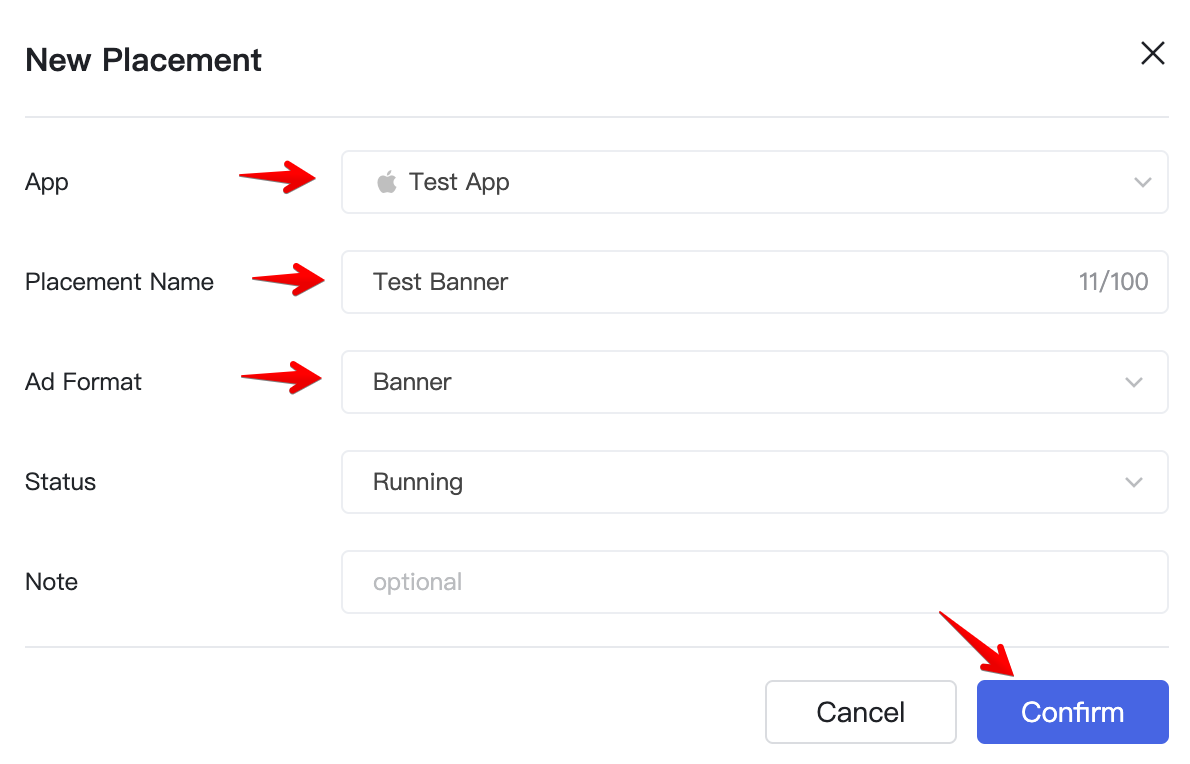 New Placement
App
Test App
Placement Name
Test Banner
11/100
Ad Format
Banner
Status
Running
Note
optional
Cancel
Confirm